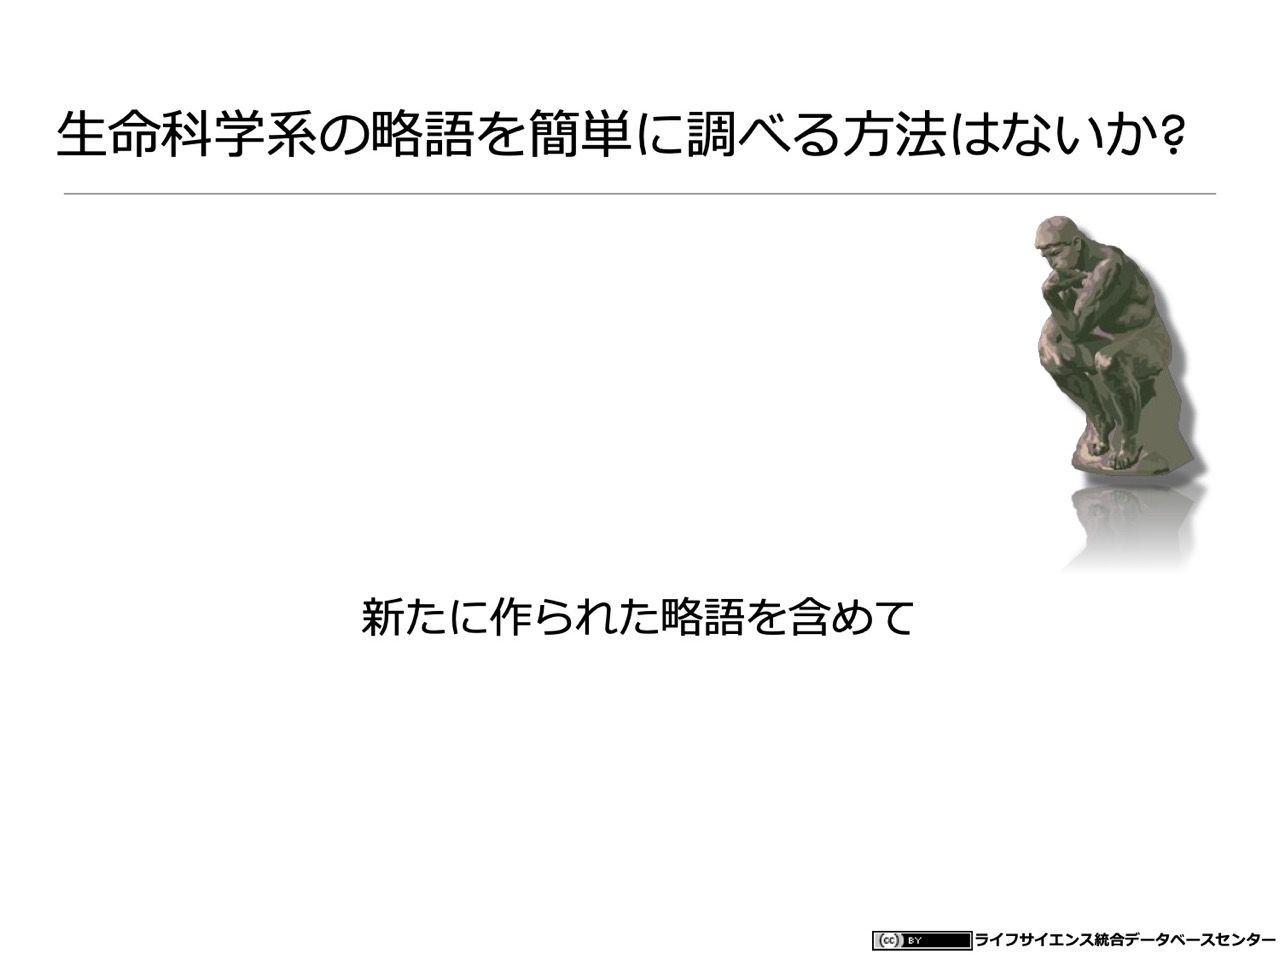 生命科学系の略語を簡単に調べる方法はないか?
新たに作られた略語を含めて
cc BY ライフサイエンス統合データベースセンター